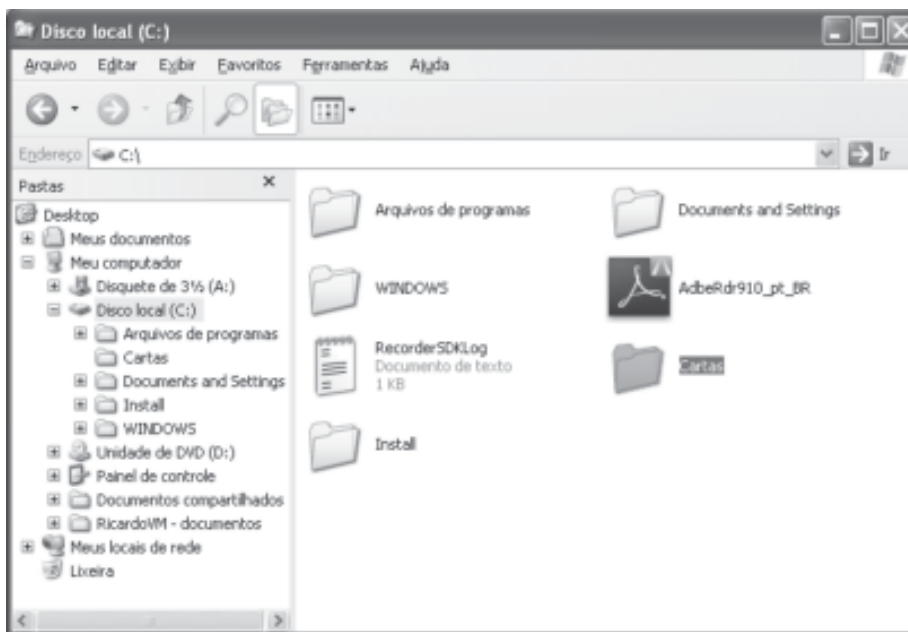 Disco local (C:)
Arquivo Editar Exibir Favoritos Ferramentas Ajuda
Endereço C:\ Ir
Pastas
Desktop
Meus documentos
Meu computador
Disquete de 3½ (A:)
Disco local (C:)
Arquivos de programas
Cartas
Documents and Settings
Install
WINDOWS
Unidade de DVD (D:)
Painel de controle
Documentos compartilhados
RicardoVM - documentos
Meus locais de rede
Lixeira
Arquivos de programas
Documents and Settings
WINDOWS
AdbeRdr910_pt_BR
RecorderSDKLog
Documento de texto
1 KB
Cartas
Install